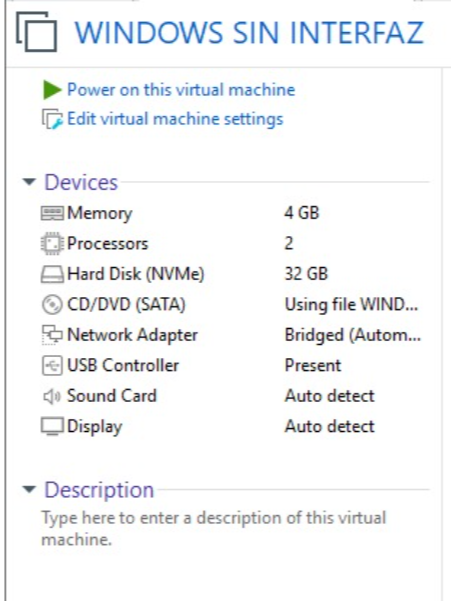 WINDOWS SIN INTERFAZ
Power on this virtual machine
Edit virtual machine settings
Devices
Memory 4 GB
Processors 2
Hard Disk (NVMe) 32 GB
CD/DVD (SATA) Using file WIND...
Network Adapter Bridged (Autom...
USB Controller Present
Sound Card Auto detect
Display Auto detect
Description
Type here to enter a description of this virtual
machine.